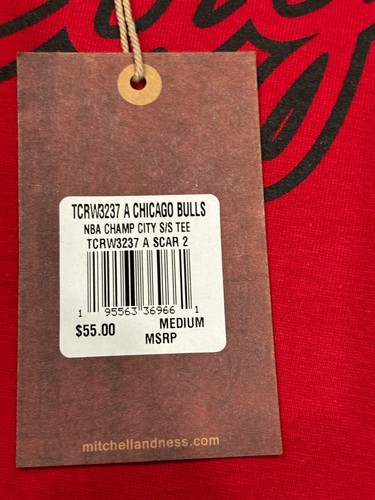 TCRW3237 A CHICAGO BULLS
NBA CHAMP CITY S/S TEE
TCRW3237 A SCAR 2
1 95563 36966 1
$55.00 MEDIUM
MSRP
mitchellandness.com